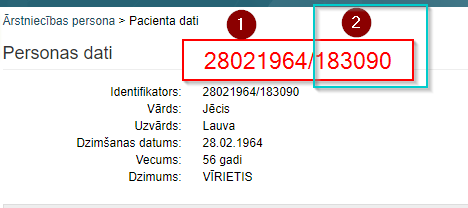 Ārstniecības persona > Pacienta dati
1
2
Personas dati
28021964/183090
Identifikators: 28021964/183090
Vārds: Jēcis
Uzvārds: Lauva
Dzimšanas datums: 28.02.1964
Vecums: 56 gadi
Dzimums: VĪRIETIS